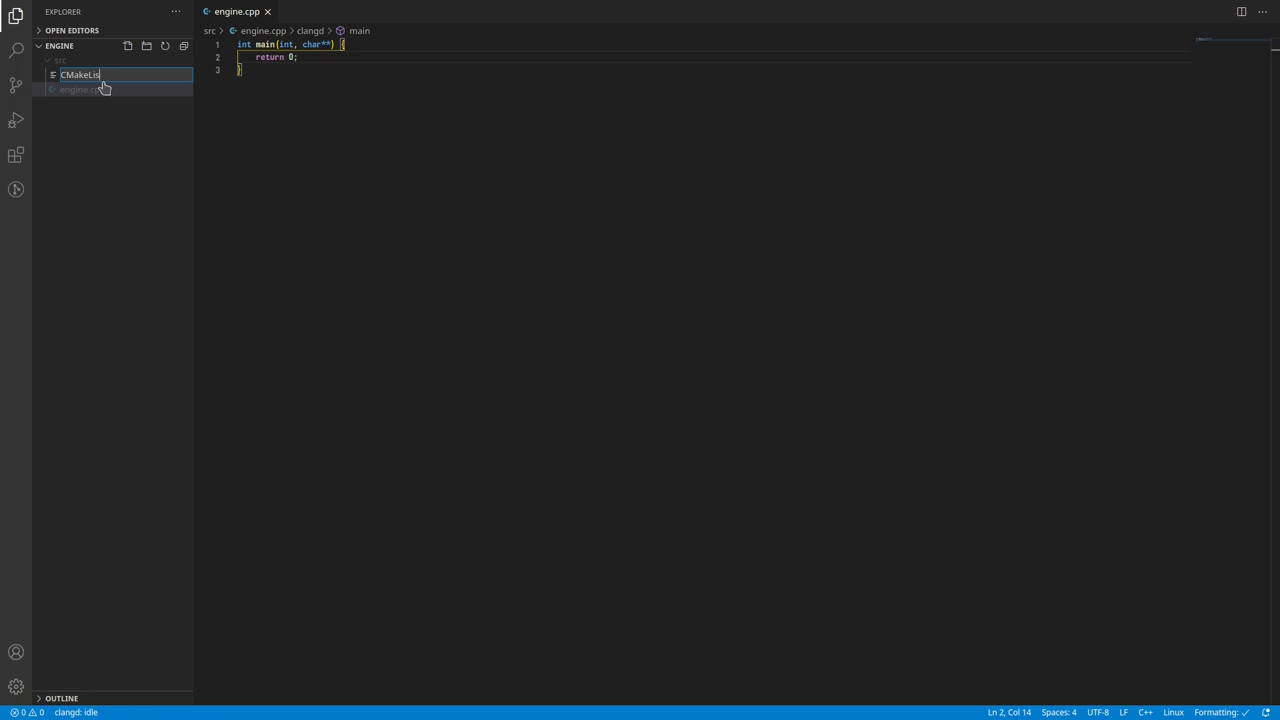 EXPLORER
OPEN EDITORS
ENGINE
src
CMakeLis
engine.cpp
engine.cpp
src engine.cpp clangd main
1 int main(int, char**) {
2 return 0;
3 }
OUTLINE
0 0 clangd: idle Ln 2, Col 14 Spaces: 4 UTF-8 LF C++ Linux Formatting: ✓